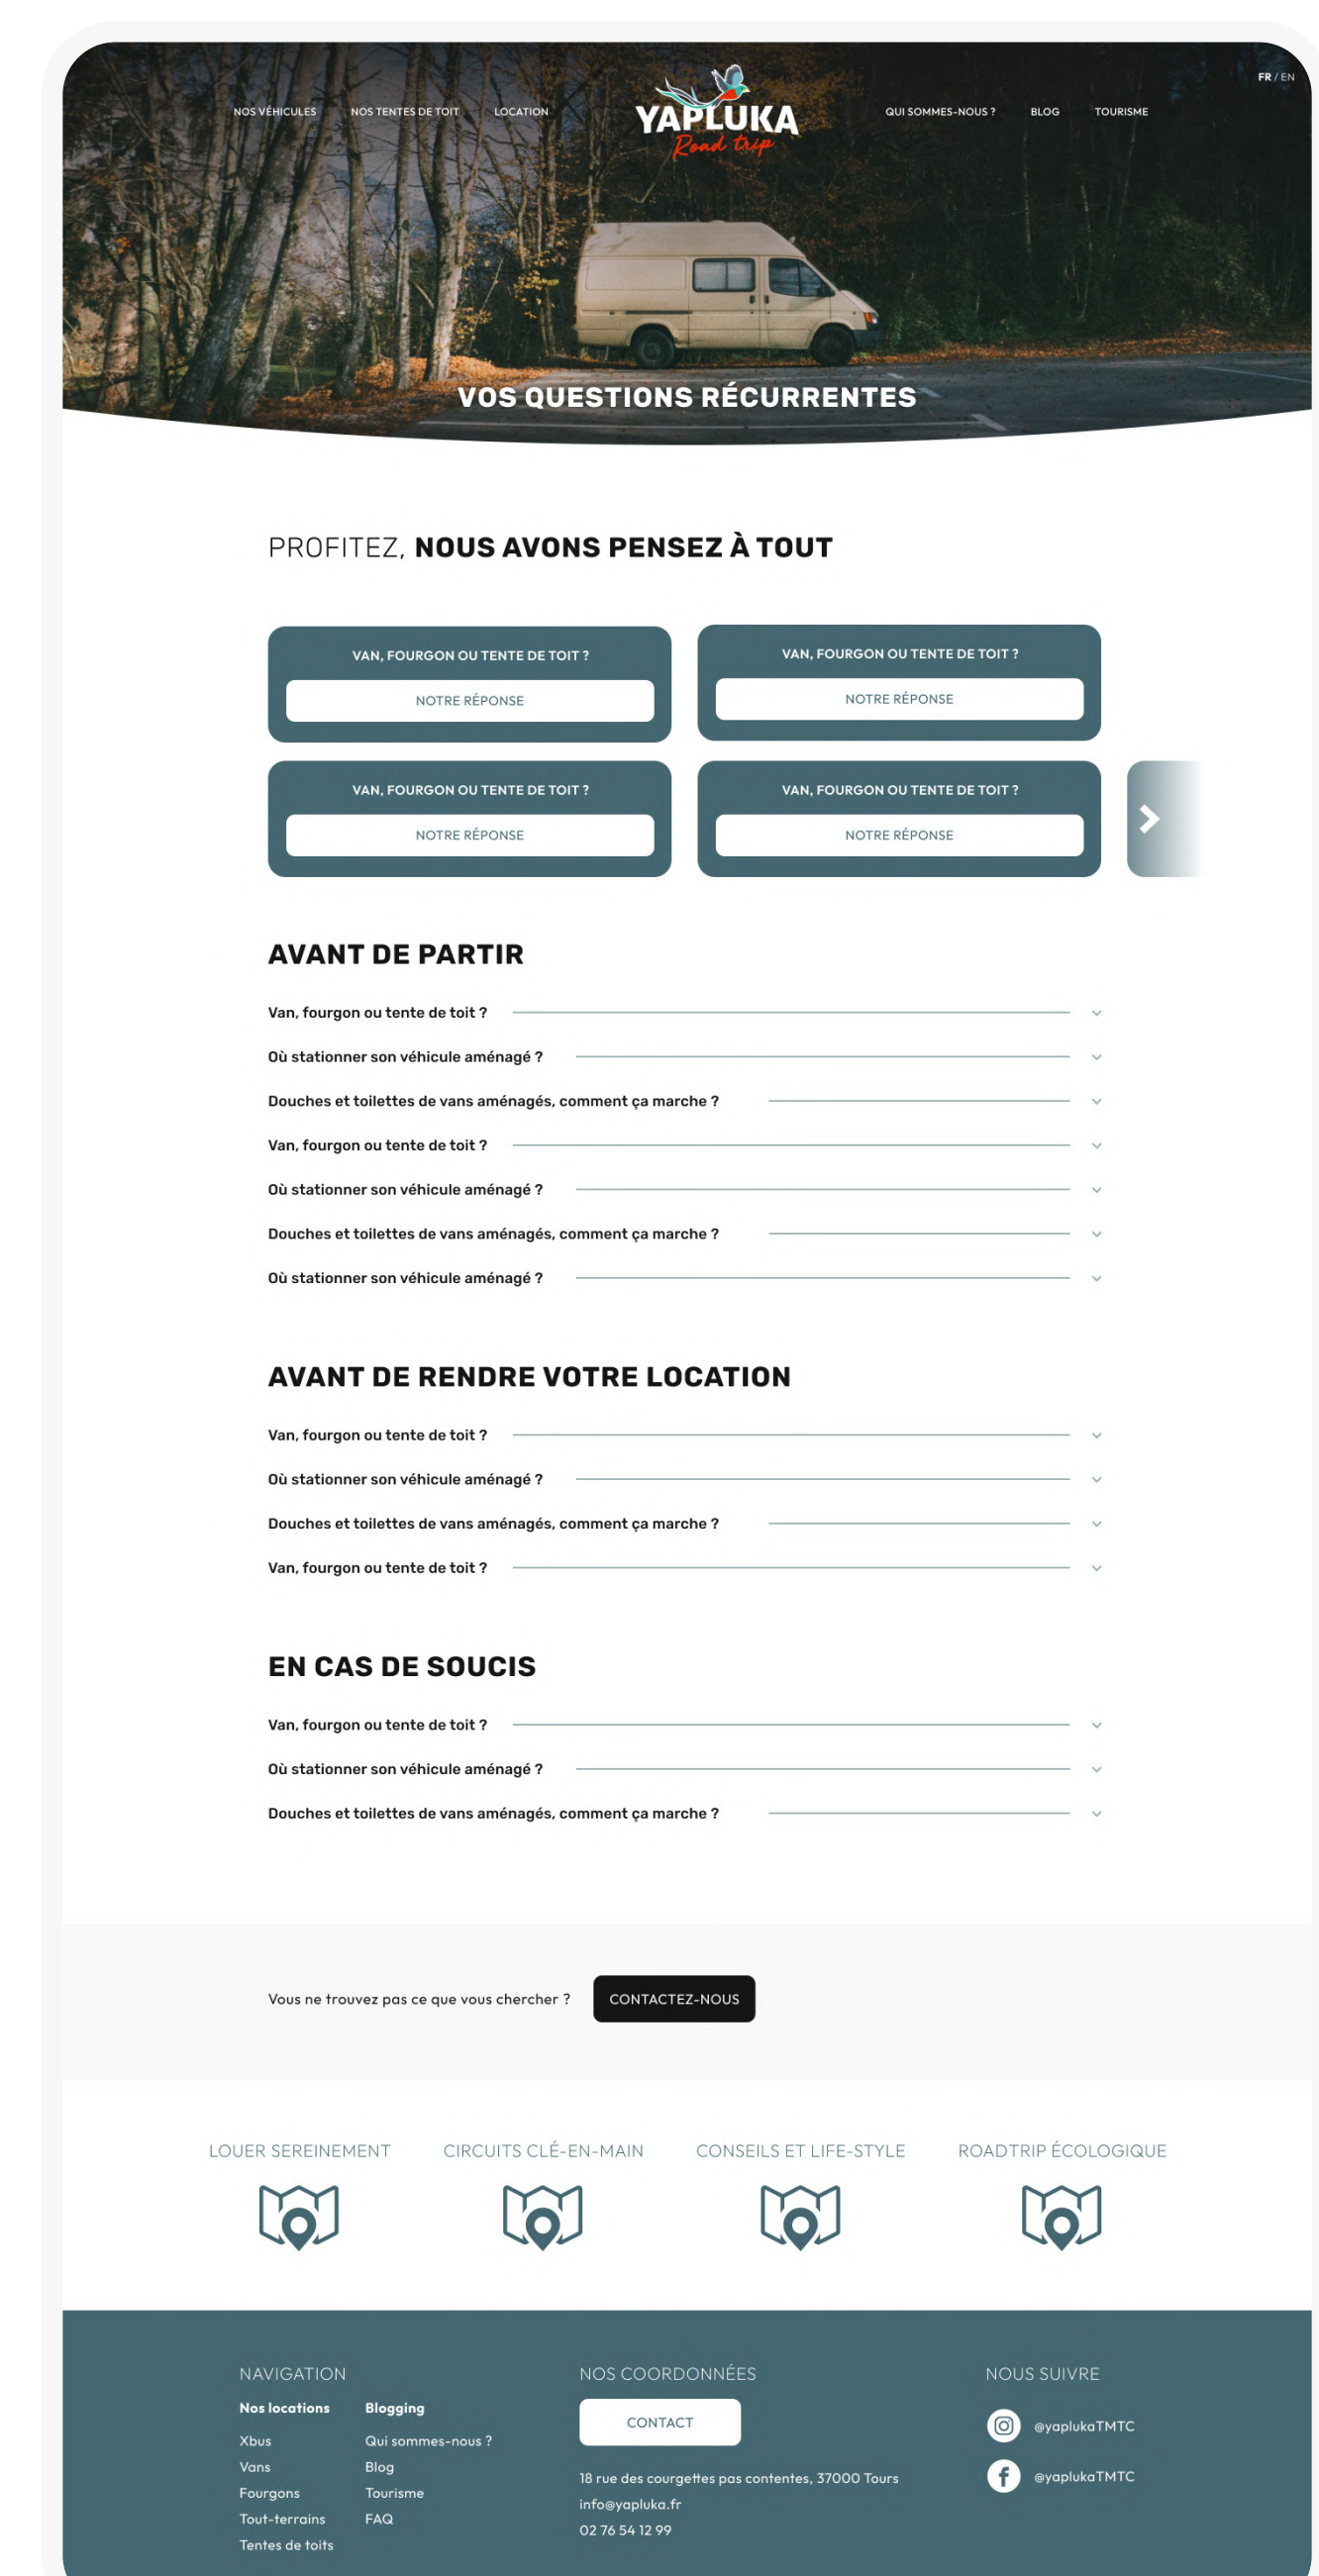 FR / EN
NOS VÉHICULES
NOS TENTES DE TOIT
LOCATION
YAPLUKA
Road trip
QUI SOMMES-NOUS ?
BLOG
TOURISME
VOS QUESTIONS RÉCURRENTES
PROFITEZ, NOUS AVONS PENSEZ À TOUT
VAN, FOURGON OU TENTE DE TOIT ?
NOTRE RÉPONSE
VAN, FOURGON OU TENTE DE TOIT ?
NOTRE RÉPONSE
VAN, FOURGON OU TENTE DE TOIT ?
NOTRE RÉPONSE
VAN, FOURGON OU TENTE DE TOIT ?
NOTRE RÉPONSE
AVANT DE PARTIR
Van, fourgon ou tente de toit ?
Où stationner son véhicule aménagé ?
Douches et toilettes de vans aménagés, comment ça marche ?
Van, fourgon ou tente de toit ?
Où stationner son véhicule aménagé ?
Douches et toilettes de vans aménagés, comment ça marche ?
Où stationner son véhicule aménagé ?
AVANT DE RENDRE VOTRE LOCATION
Van, fourgon ou tente de toit ?
Où stationner son véhicule aménagé ?
Douches et toilettes de vans aménagés, comment ça marche ?
Van, fourgon ou tente de toit ?
EN CAS DE SOUCIS
Van, fourgon ou tente de toit ?
Où stationner son véhicule aménagé ?
Douches et toilettes de vans aménagés, comment ça marche ?
Vous ne trouvez pas ce que vous chercher ?
CONTACTEZ-NOUS
LOUER SEREINEMENT
CIRCUITS CLÉ-EN-MAIN
CONSEILS ET LIFE-STYLE
ROADTRIP ÉCOLOGIQUE
NAVIGATION
Nos locations
Xbus
Vans
Fourgons
Tout-terrains
Tentes de toits
Blogging
Qui sommes-nous ?
Blog
Tourisme
FAQ
NOS COORDONNÉES
CONTACT
18 rue des courgettes pas contentes, 37000 Tours
info@yapluka.fr
02 76 54 12 99
NOUS SUIVRE
@yaplukaTMTC
@yaplukaTMTC